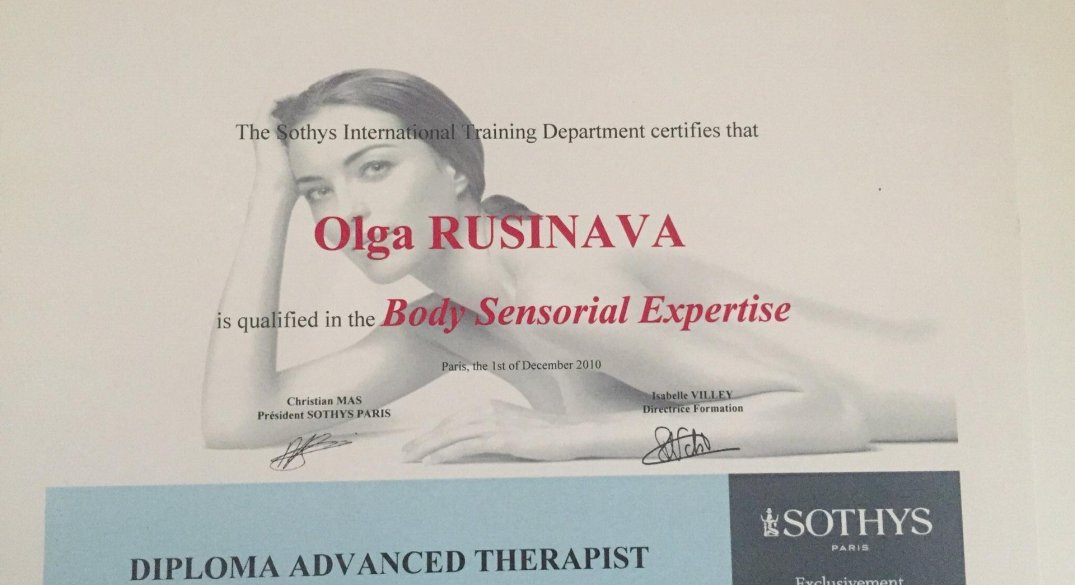 The Sothys International Training Department certifies that
Olga RUSINAVA
is qualified in the Body Sensorial Expertise
Paris, the 1st of December 2010
Christian MAS
Président SOTHYS PARIS
Isabelle VILLEY
Directrice Formation
DIPLOMA ADVANCED THERAPIST
SOTHYS
PARIS
Exclusivement